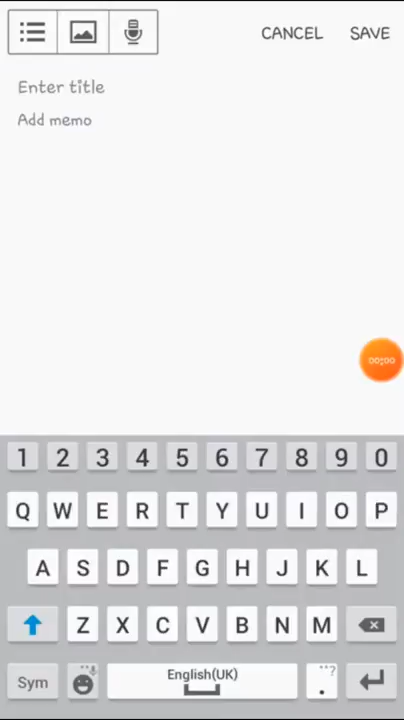 CANCEL SAVE
Enter title
Add memo
00:00
1 2 3 4 5 6 7 8 9 0
Q W E R T Y U I O P
A S D F G H J K L
Z X C V B N M
Sym English(UK) . ?